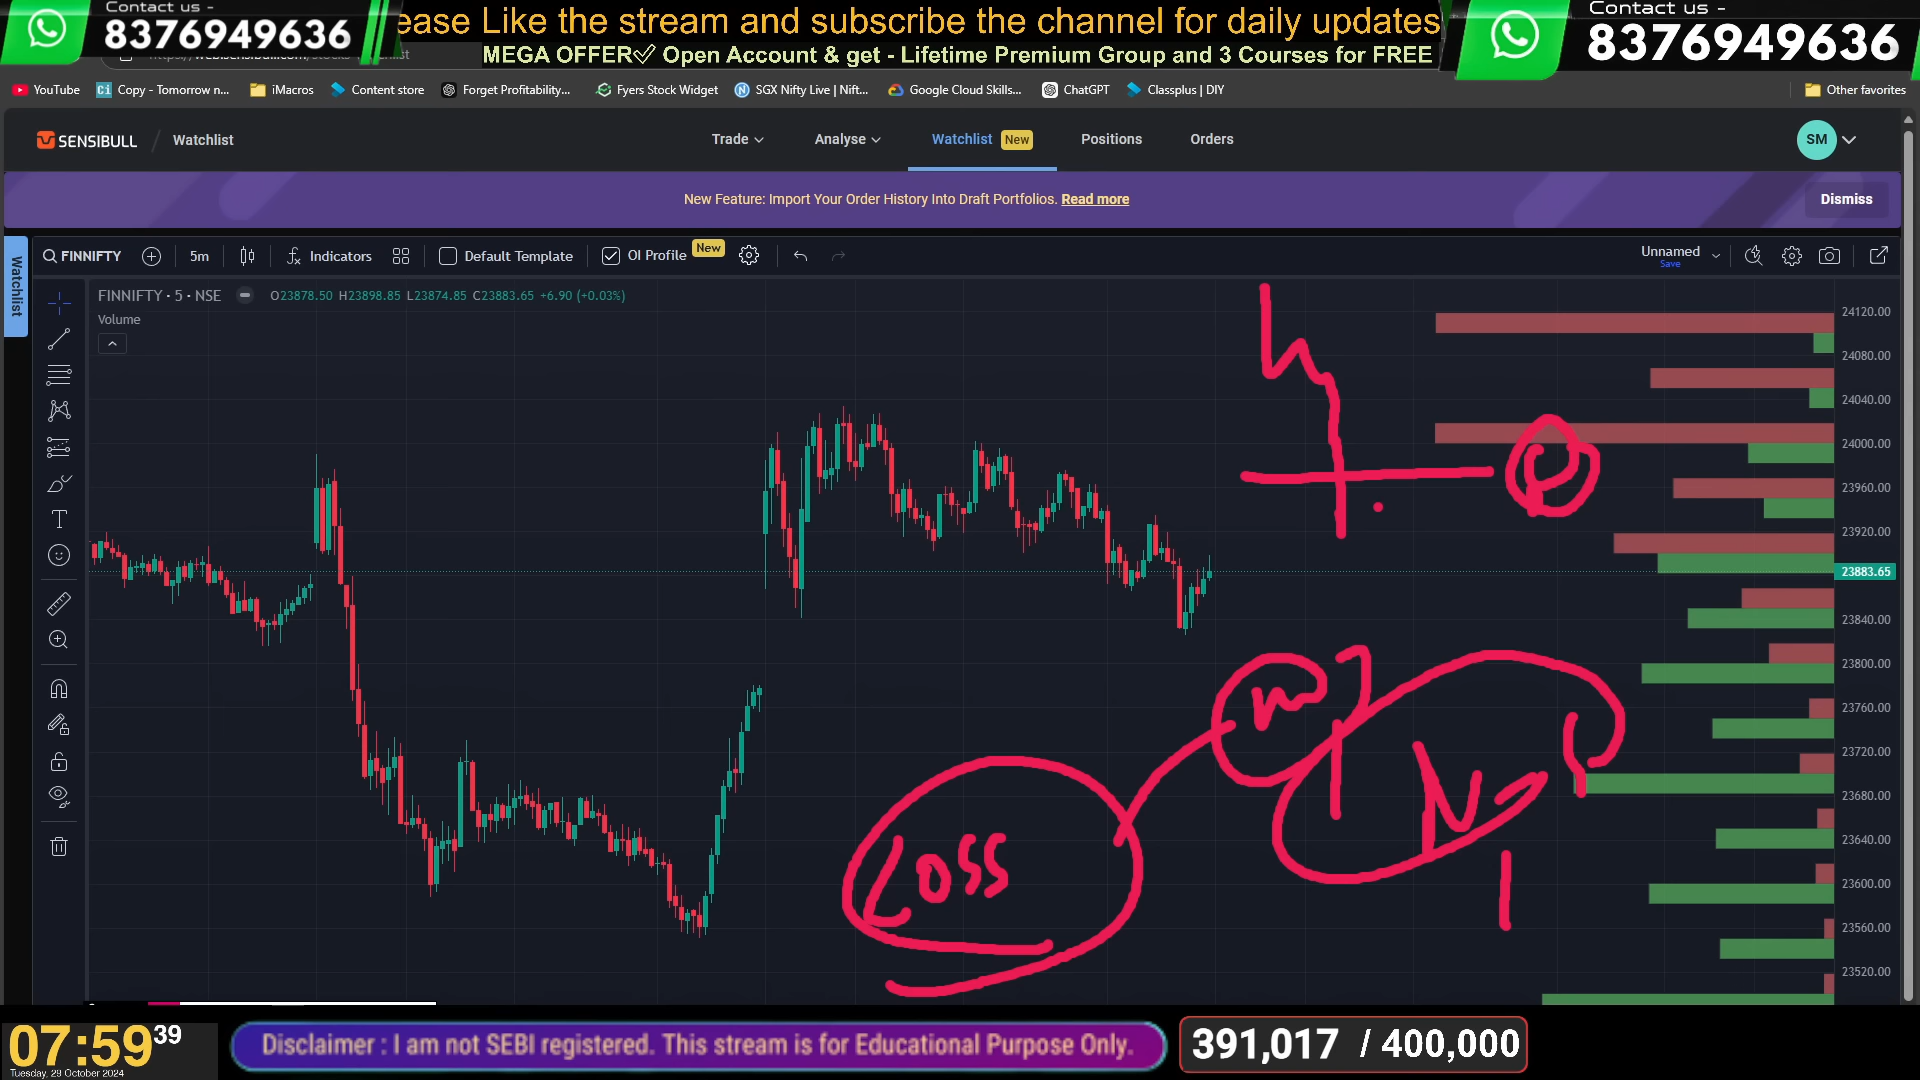 Contact us -
8376949636
ease Like the stream and subscribe the channel for daily updates
MEGA OFFER✓ Open Account & get - Lifetime Premium Group and 3 Courses for FREE
Contact us -
8376949636
YouTube
Copy - Tomorrow n...
iMacros
Content store
Forget Profitability...
Fyers Stock Widget
SGX Nifty Live | Nift...
Google Cloud Skills...
ChatGPT
Classplus | DIY
Other favorites
SENSIBULL / Watchlist
Trade
Analyse
Watchlist New
Positions
Orders
SM
New Feature: Import Your Order History Into Draft Portfolios. Read more
Dismiss
Watchlist
FINNIFTY
5m
Indicators
Default Template
OI Profile New
Unnamed
Save
FINNIFTY · 5 · NSE
O23878.50 H23898.85 L23874.85 C23883.65 +6.90 (+0.03%)
Volume
24120.00
24080.00
24040.00
24000.00
23960.00
23920.00
23883.65
23840.00
23800.00
23760.00
23720.00
23680.00
23640.00
23600.00
23560.00
23520.00
Loss
07:59 39
Tuesday, 29 October 2024
Disclaimer : I am not SEBI registered. This stream is for Educational Purpose Only.
391,017 / 400,000